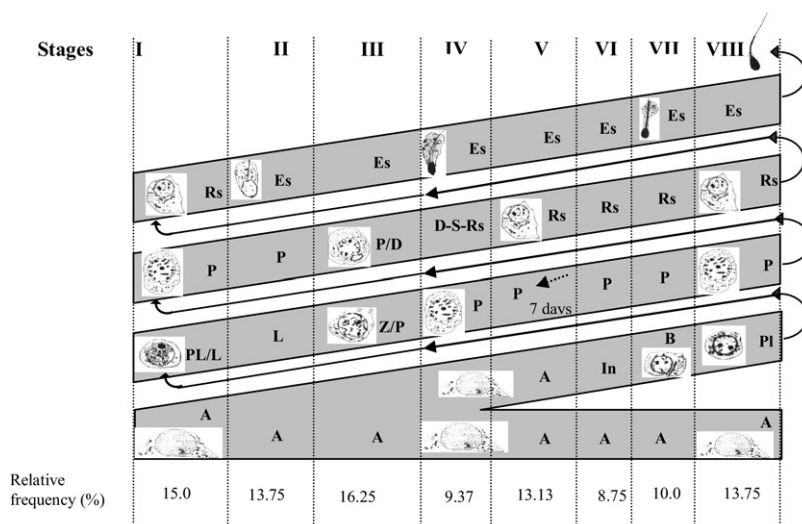 Stages I II III IV V VI VII VIII
Rs Es Es Es Es Es Es Es
P P P/D D-S-Rs Rs Rs Rs Rs
PL/L L Z/P P P P P P
7 days
A In B Pl
A A A A A A A
Relative
frequency (%) 15.0 13.75 16.25 9.37 13.13 8.75 10.0 13.75